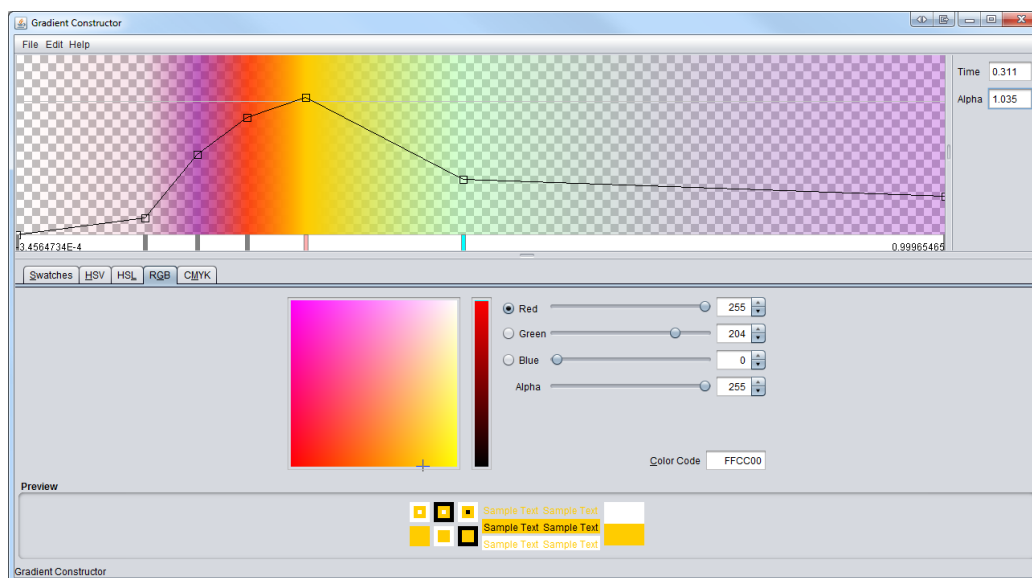 Gradient Constructor
File Edit Help
Time 0.311
Alpha 1.035
-3.4564734E-4 0.99965465
Swatches HSV HSL RGB CMYK
Red 255
Green 204
Blue 0
Alpha 255
Color Code FFCC00
Preview
Sample Text Sample Text
Sample Text Sample Text
Sample Text Sample Text
Gradient Constructor